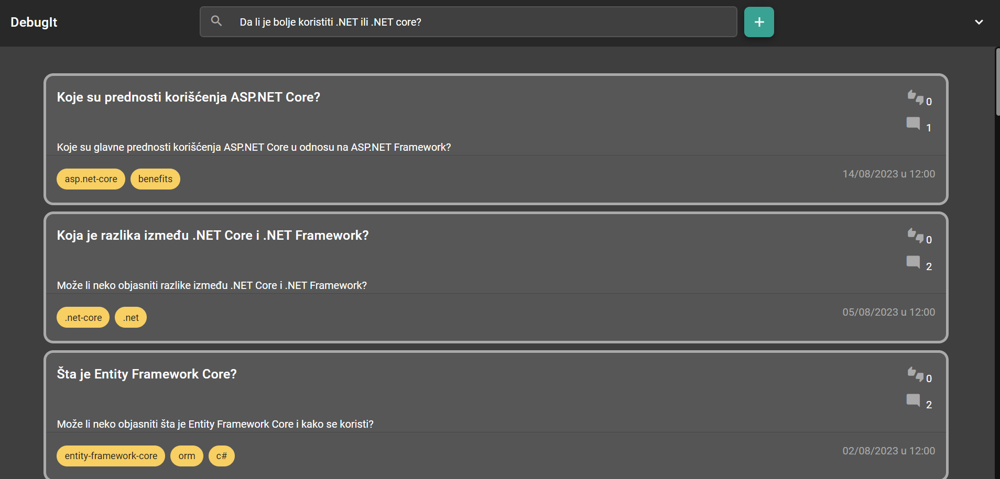 DebugIt
Da li je bolje koristiti .NET ili .NET core?
Koje su prednosti korišćenja ASP.NET Core?
0
1
Koje su glavne prednosti korišćenja ASP.NET Core u odnosu na ASP.NET Framework?
asp.net-core benefits
14/08/2023 u 12:00
Koja je razlika između .NET Core i .NET Framework?
0
2
Može li neko objasniti razlike između .NET Core i .NET Framework?
.net-core .net
05/08/2023 u 12:00
Šta je Entity Framework Core?
0
2
Može li neko objasniti šta je Entity Framework Core i kako se koristi?
entity-framework-core orm c#
02/08/2023 u 12:00